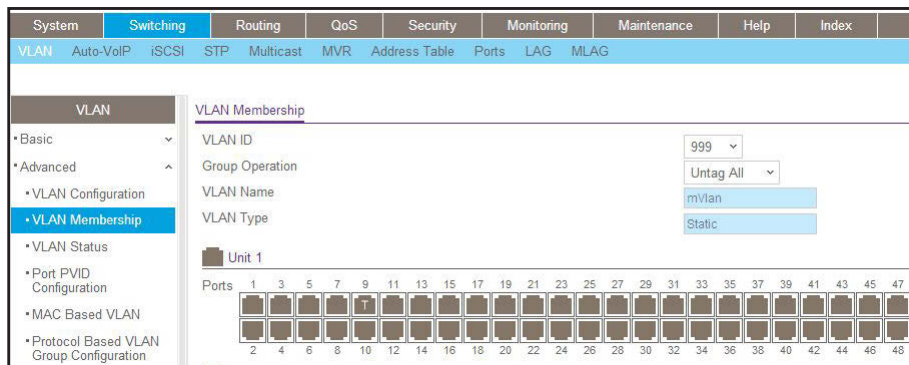 System Switching Routing QoS Security Monitoring Maintenance Help Index
VLAN Auto-VoIP iSCSI STP Multicast MVR Address Table Ports LAG MLAG
VLAN
Basic
Advanced
VLAN Configuration
VLAN Membership
VLAN Status
Port PVID
Configuration
MAC Based VLAN
Protocol Based VLAN
Group Configuration
VLAN Membership
VLAN ID 999
Group Operation Untag All
VLAN Name mVlan
VLAN Type Static
Unit 1
Ports 1 3 5 7 9 11 13 15 17 19 21 23 25 27 29 31 33 35 37 39 41 43 45 47
T
2 4 6 8 10 12 14 16 18 20 22 24 26 28 30 32 34 36 38 40 42 44 46 48